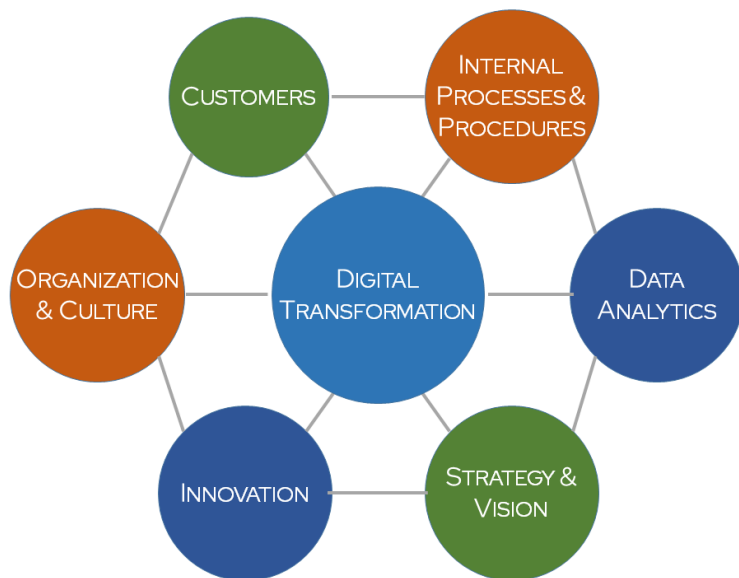 CUSTOMERS
INTERNAL
PROCESSES &
PROCEDURES
ORGANIZATION
& CULTURE
DIGITAL
TRANSFORMATION
DATA
ANALYTICS
INNOVATION
STRATEGY &
VISION